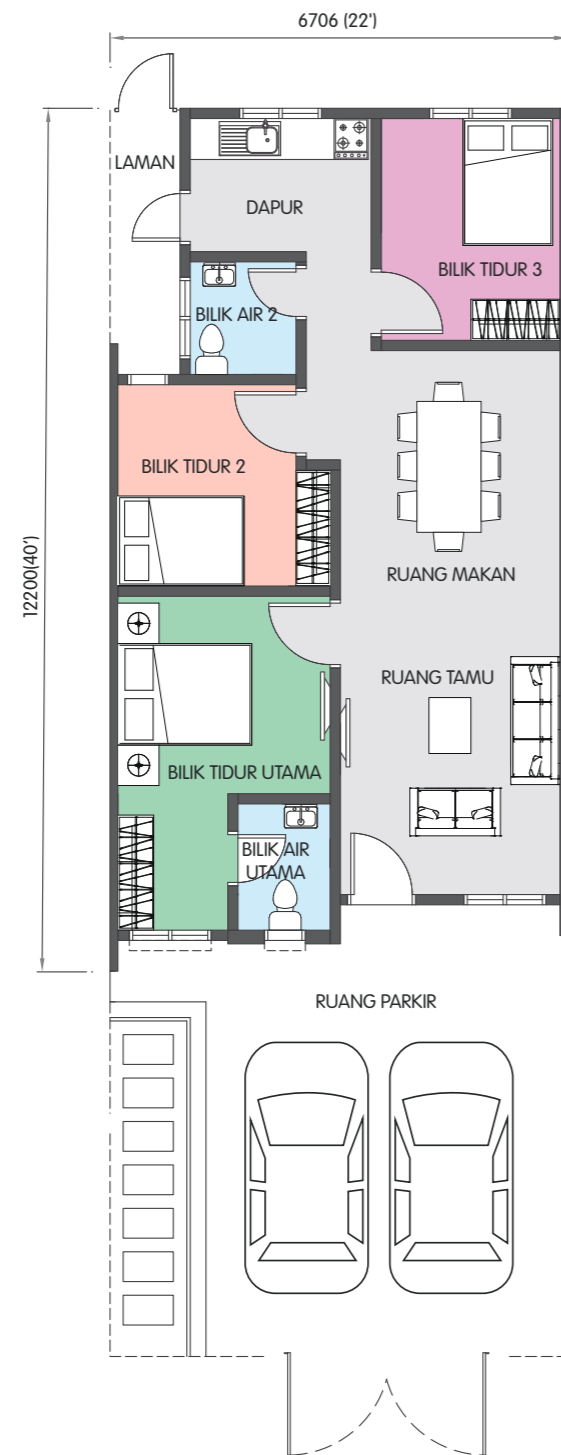 6706 (22')
LAMAN
DAPUR
BILIK TIDUR 3
BILIK AIR 2
BILIK TIDUR 2
12200(40')
RUANG MAKAN
RUANG TAMU
BILIK TIDUR UTAMA
BILIK AIR
UTAMA
RUANG PARKIR